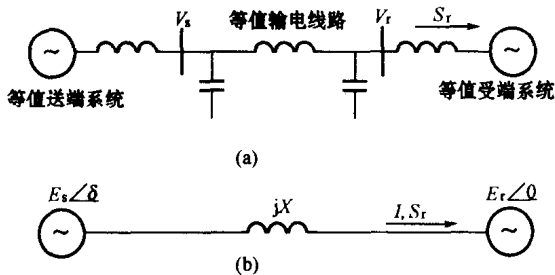 Vs 等值输电线路 Vr Sr
~ ~
等值送端系统 等值受端系统
(a)
Es∠δ jX I, Sr Er∠0
~ ~
(b)